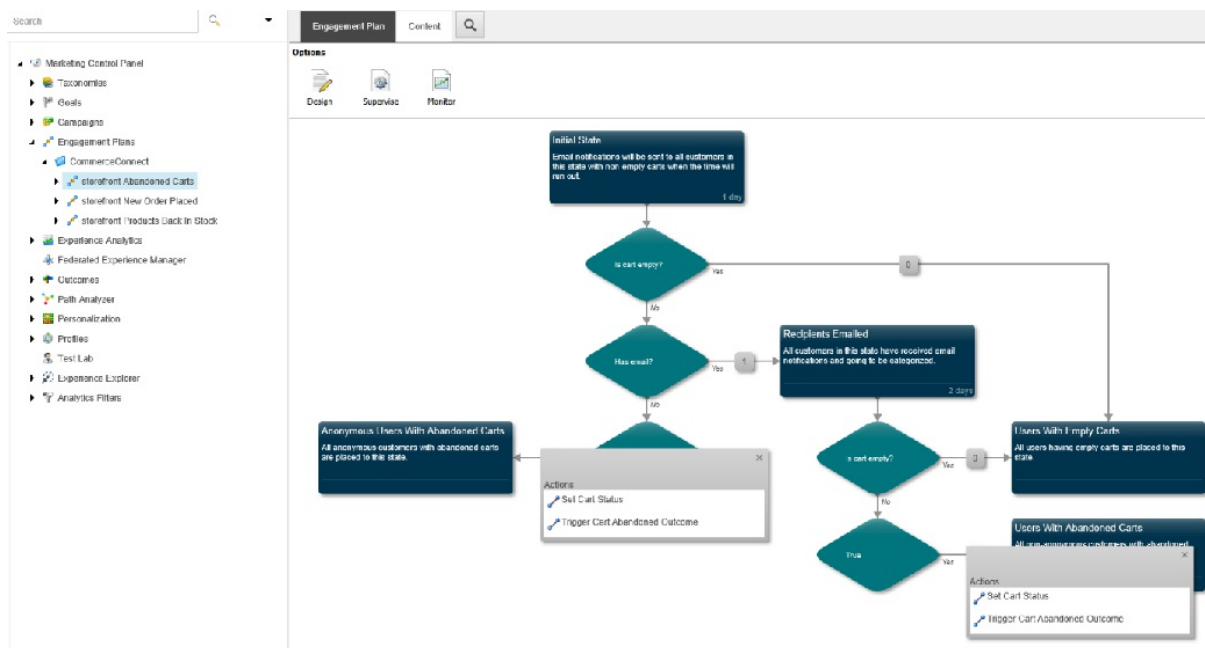 Search
Marketing Control Panel
Taxonomies
Goals
Campaigns
Engagement Plans
CommerceConnect
storefront Abandoned Carts
storefront New Order Placed
storefront Products Back In Stock
Experience Analytics
Federated Experience Manager
Outcomes
Path Analyzer
Personalization
Profiles
Test Lab
Experience Explorer
Analytics Filters
Engagement Plan
Content
Options
Design
Supervise
Monitor
Initial State
Email notifications will be sent to all customers in
this state with non empty carts when the time will
run out.
1 day
Is cart empty?
Yes
0
No
Has email?
Yes
1
No
Recipients Emailed
All customers in this state have received email
notifications and going to be categorized.
2 days
Anonymous Users With Abandoned Carts
All anonymous customers with abandoned carts
are placed to this state.
Actions
Set Cart Status
Trigger Cart Abandoned Outcome
Is cart empty?
Yes
0
No
Users With Empty Carts
All users having empty carts are placed to this
state.
True
Yes
Users With Abandoned Carts
All non-anonymous customers with abandoned
Actions
Set Cart Status
Trigger Cart Abandoned Outcome